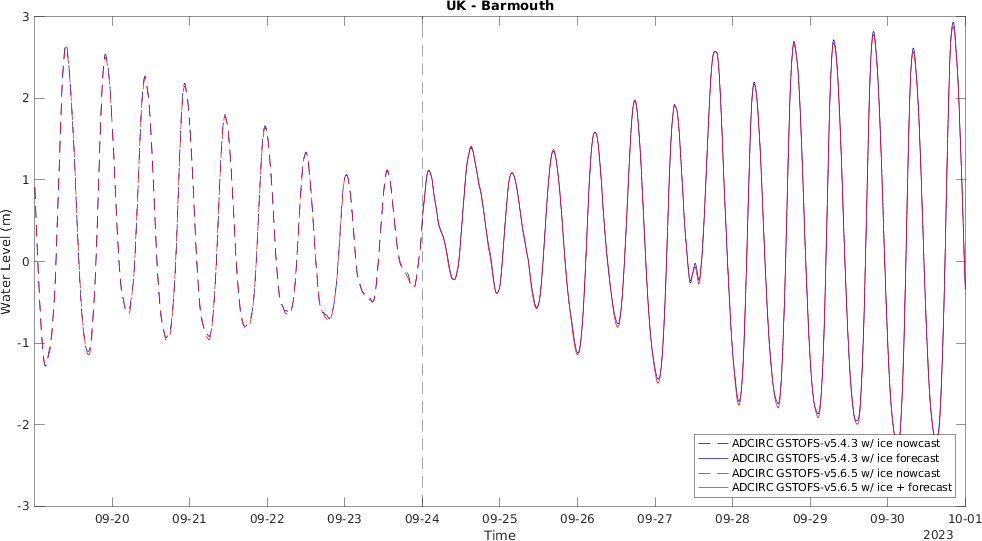 UK - Barmouth
3
2
1
0
-1
-2
-3
Water Level (m)
ADCIRC GSTOFS-v5.4.3 w/ ice nowcast
ADCIRC GSTOFS-v5.4.3 w/ ice forecast
ADCIRC GSTOFS-v5.6.5 w/ ice nowcast
ADCIRC GSTOFS-v5.6.5 w/ ice + forecast
09-20 09-21 09-22 09-23 09-24 09-25 09-26 09-27 09-28 09-29 09-30 10-01
Time
2023